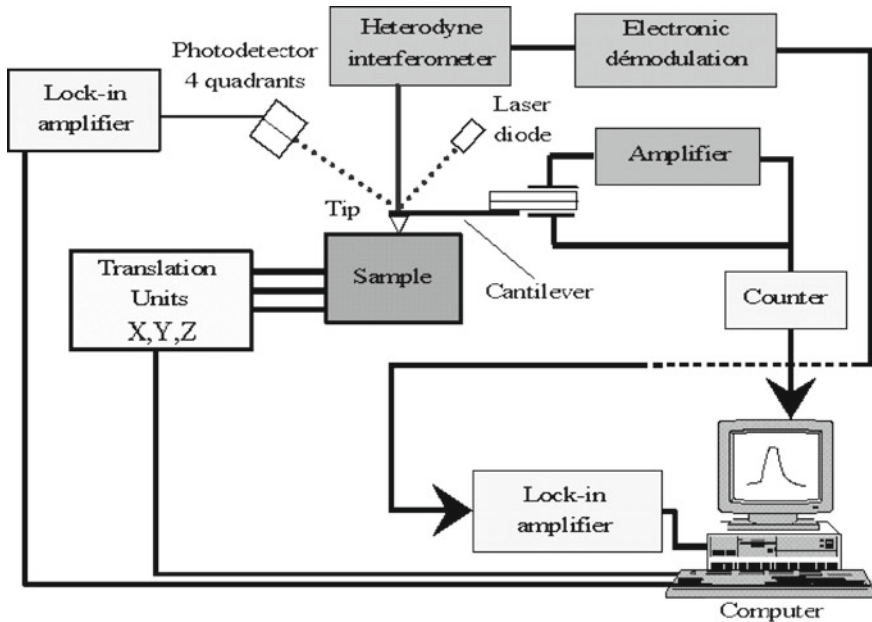 Heterodyne
interferometer
Electronic
démodulation
Photodetector
4 quadrants
Lock-in
amplifier
Laser
diode
Amplifier
Tip
Translation
Units
X,Y,Z
Sample
Cantilever
Counter
Lock-in
amplifier
Computer